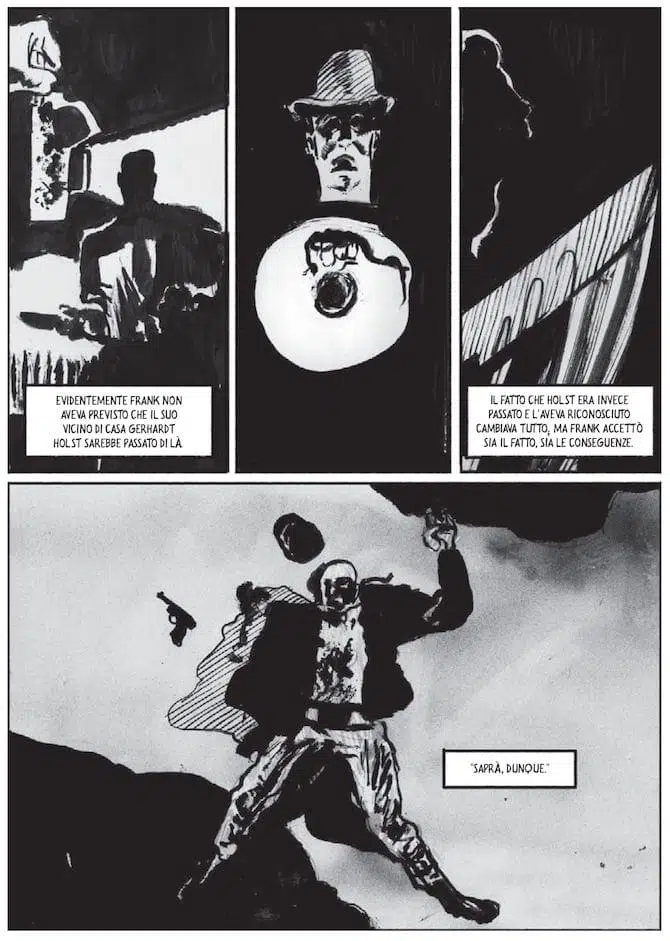 EVIDENTEMENTE FRANK NON
AVEVA PREVISTO CHE IL SUO
VICINO DI CASA GERHARDT
HOLST SAREBBE PASSATO DI LÀ.
IL FATTO CHE HOLST ERA INVECE
PASSATO E L'AVEVA RICONOSCIUTO
CAMBIAVA TUTTO, MA FRANK ACCETTÒ
SIA IL FATTO, SIA LE CONSEGUENZE.
"SAPRÀ, DUNQUE."